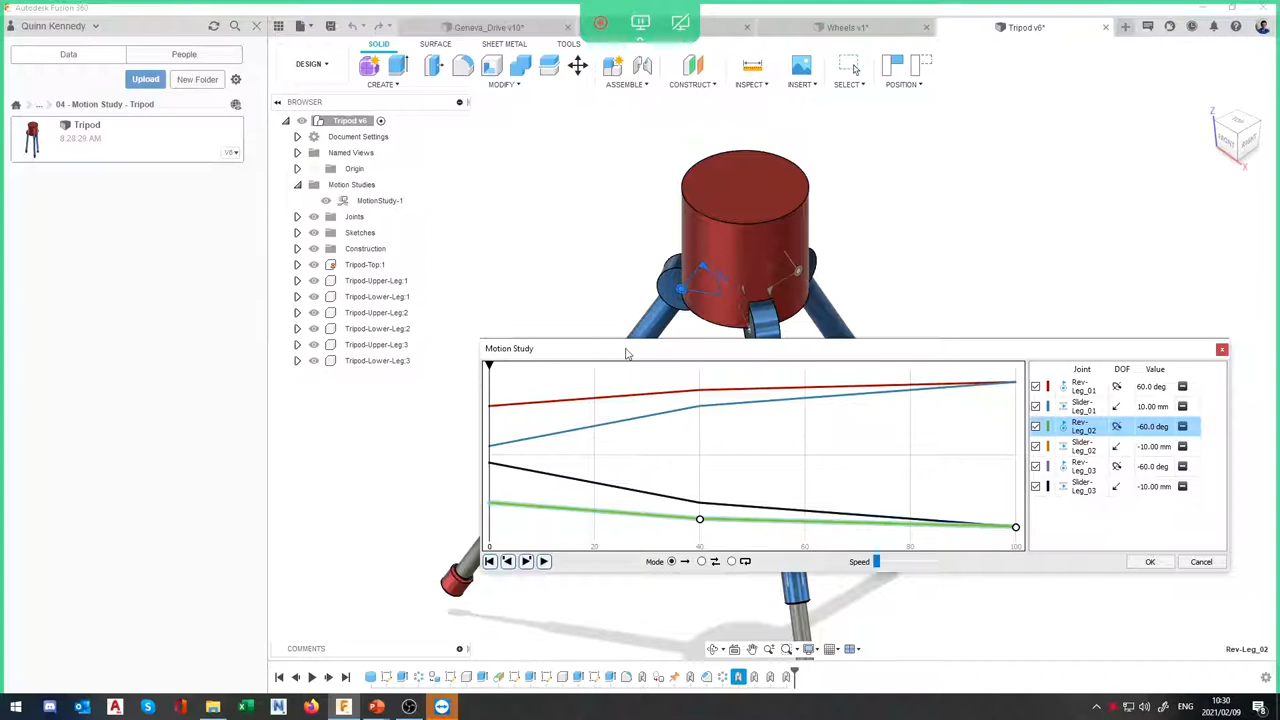 Autodesk Fusion 360
Quinn Kennedy
Geneva_Drive v10*
Wheels v1*
Tripod v6*
Data
People
Upload
New Folder
... 04 - Motion Study - Tripod
Tripod
8:28:29 AM
V6
SOLID
SURFACE
SHEET METAL
TOOLS
DESIGN
CREATE
MODIFY
ASSEMBLE
CONSTRUCT
INSPECT
INSERT
SELECT
POSITION
BROWSER
Tripod v6
Document Settings
Named Views
Origin
Motion Studies
MotionStudy-1
Joints
Sketches
Construction
Tripod-Top:1
Tripod-Upper-Leg:1
Tripod-Lower-Leg:1
Tripod-Upper-Leg:2
Tripod-Lower-Leg:2
Tripod-Upper-Leg:3
Tripod-Lower-Leg:3
Z
TOP
FRONT
RIGHT
X
Motion Study
Joint DOF Value
Rev-Leg_01 60.0 deg
Slider-Leg_01 10.00 mm
Rev-Leg_02 -60.0 deg
Slider-Leg_02 -10.00 mm
Rev-Leg_03 -60.0 deg
Slider-Leg_03 -10.00 mm
0 20 40 60 80 100
Mode
Speed
OK
Cancel
COMMENTS
Rev-Leg_02
ENG
10:30
2021/02/09